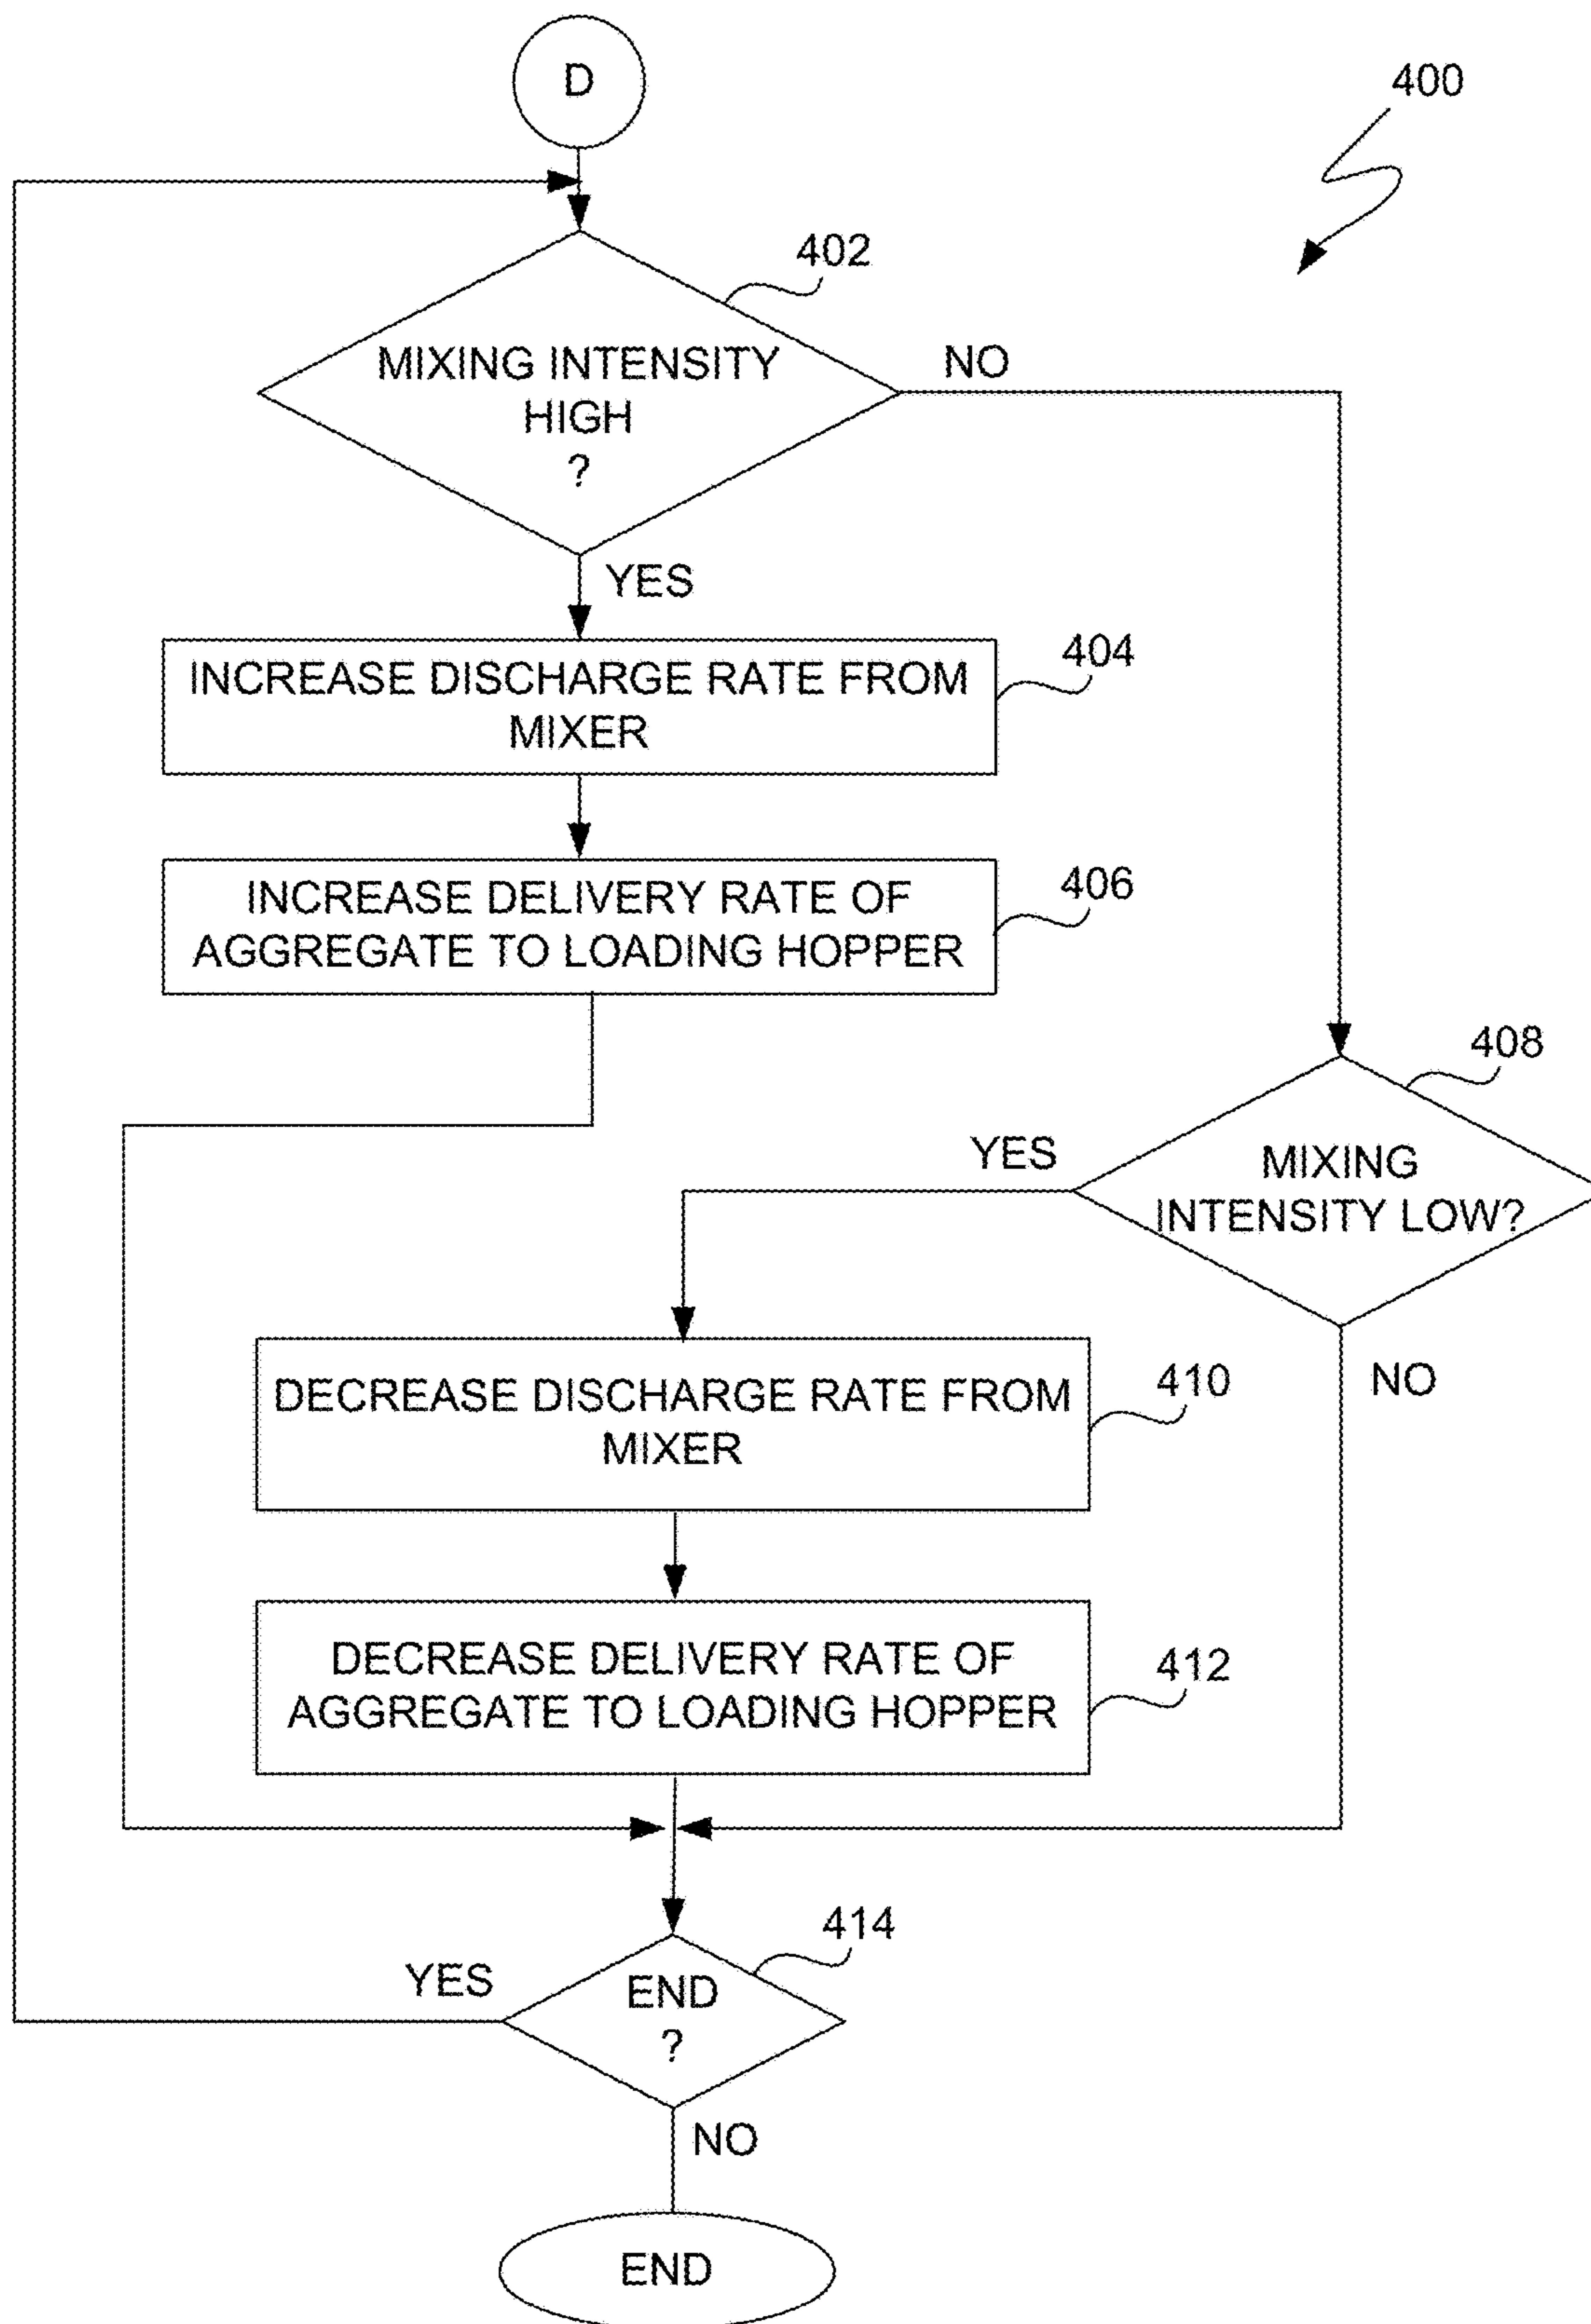 D
400
402
MIXING INTENSITY
HIGH
?
NO
YES
INCREASE DISCHARGE RATE FROM
MIXER
404
INCREASE DELIVERY RATE OF
AGGREGATE TO LOADING HOPPER
406
408
MIXING
INTENSITY LOW?
YES
NO
DECREASE DISCHARGE RATE FROM
MIXER
410
DECREASE DELIVERY RATE OF
AGGREGATE TO LOADING HOPPER
412
414
END
?
YES
NO
END